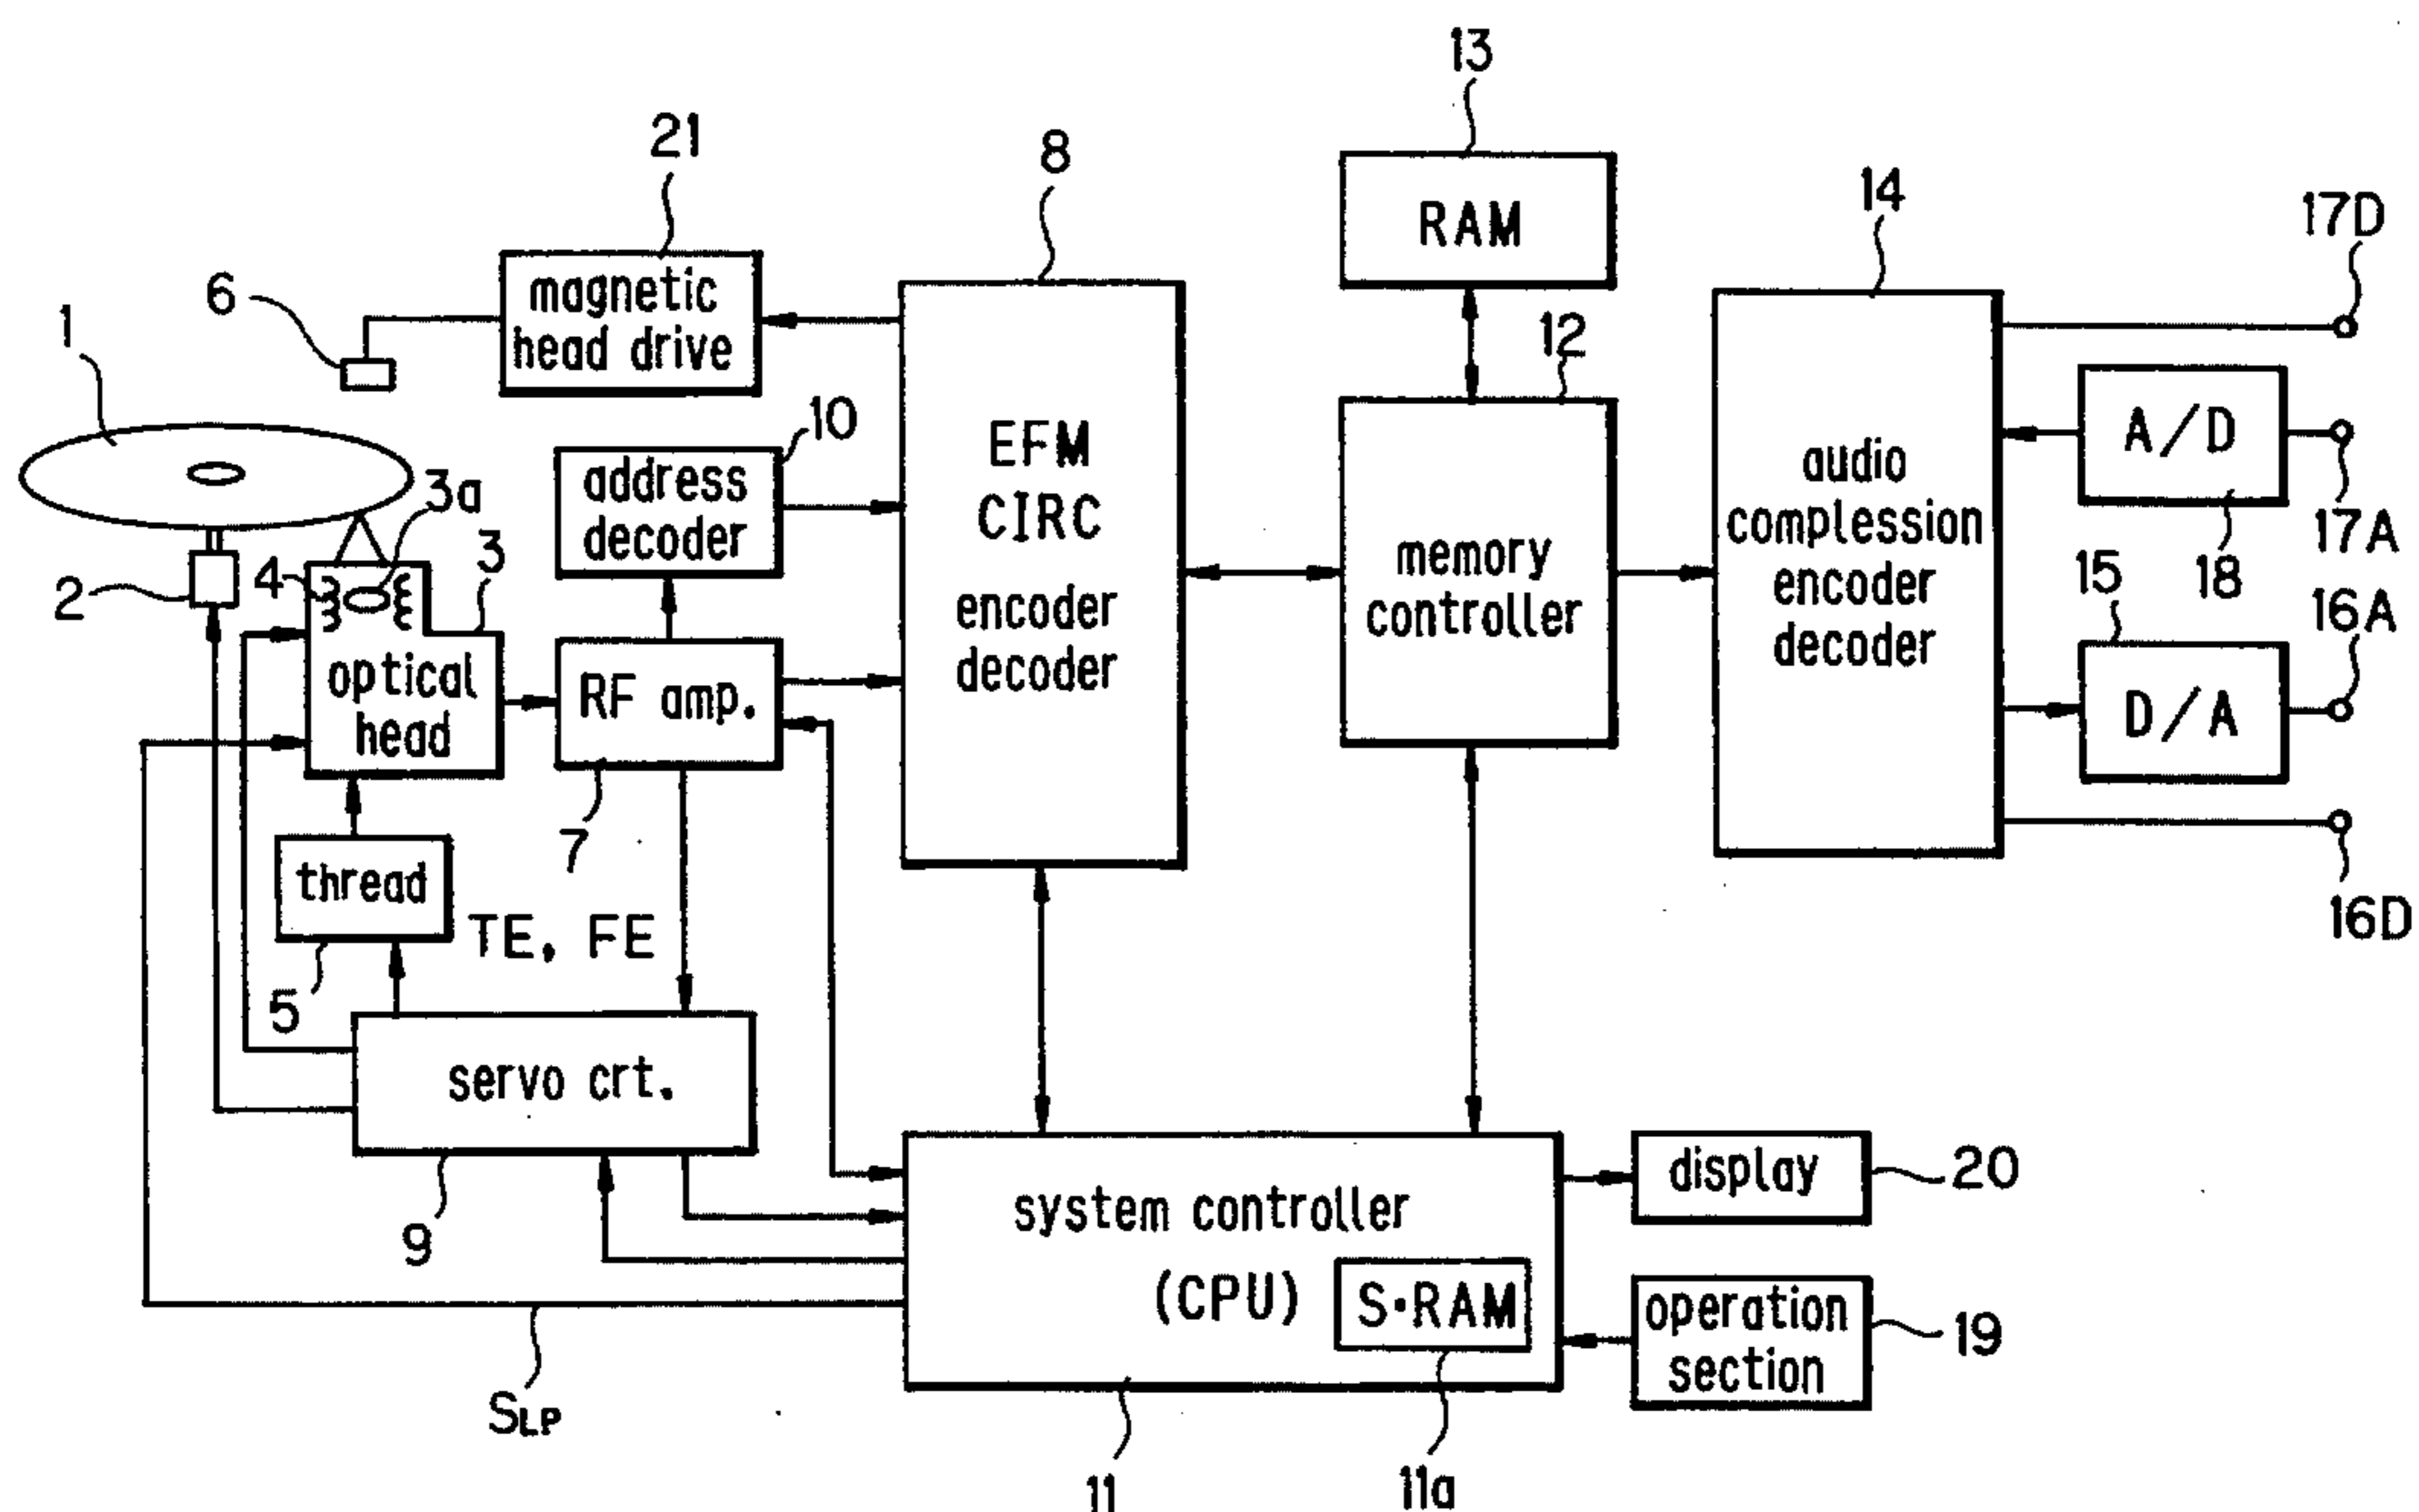 13
21
8
14
17D
RAM
6
magnetic
head drive
1
12
10
A/D
EFM
CIRC
encoder
decoder
address
decoder
3a
audio
complession
encoder
decoder
17A
memory
controller
3
4
2
18
15
16A
optical
head
RF amp.
D/A
7
thread
TE, FE
16D
5
servo crt.
display
20
system controller
(CPU)
S·RAM
9
operation
section
19
SLP
11
11a